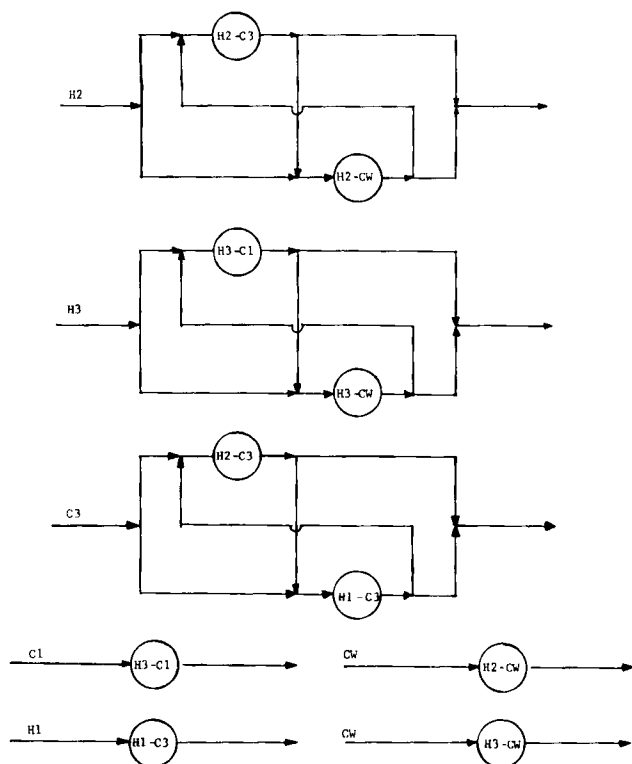 H2-C3
H2
H2-CW
H3-C1
H3
H3-CW
H2-C3
C3
H1-C3
C1
H3-C1
CW
H2-CW
H1
H1-C3
CW
H3-CW